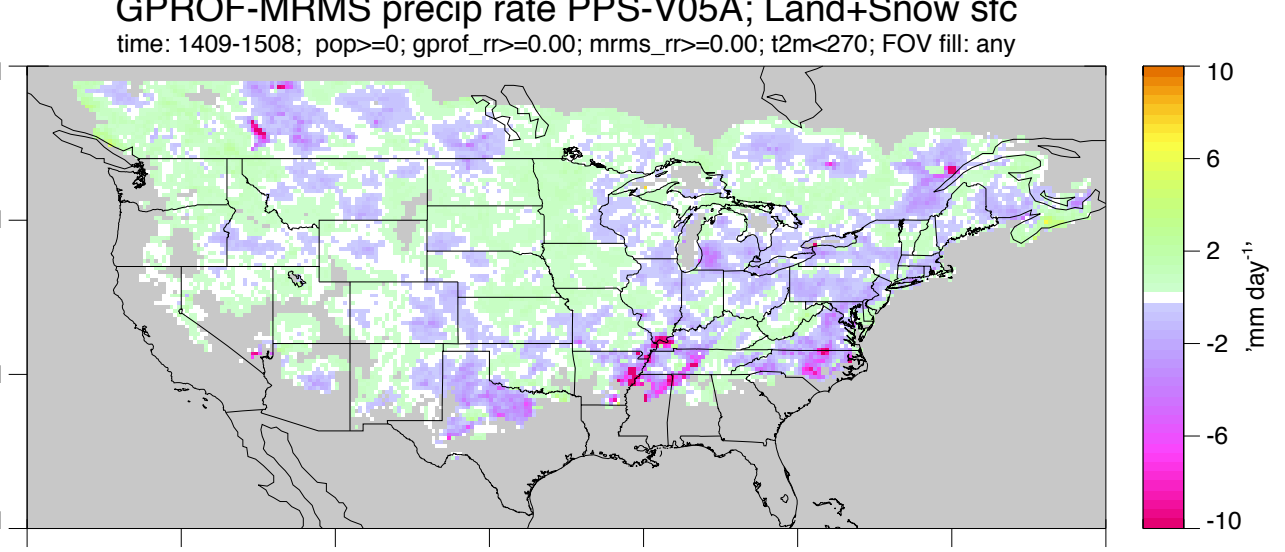 GPROF-MRMS precip rate PPS-V05A; Land+Snow sfc
time: 1409-1508; pop>=0; gprof_rr>=0.00; mrms_rr>=0.00; t2m<270; FOV fill: any
10
6
2
-2
-6
-10
'mm day-1'